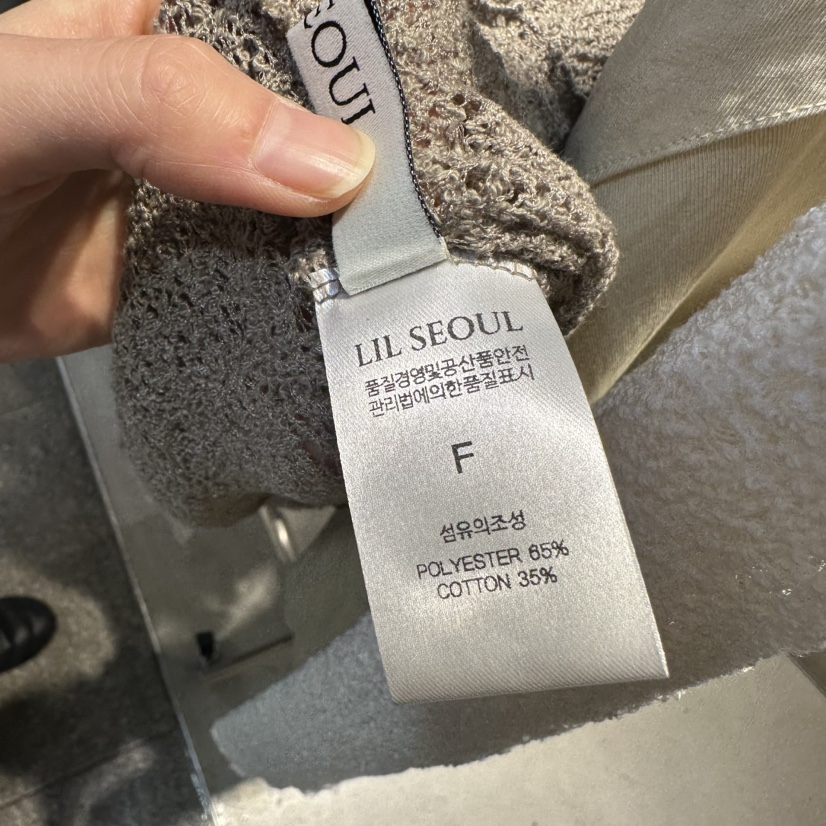 EOUL
LIL SEOUL
품질경영및공산품안전
관리법에의한품질표시
F
섬유의조성
POLYESTER 65%
COTTON 35%